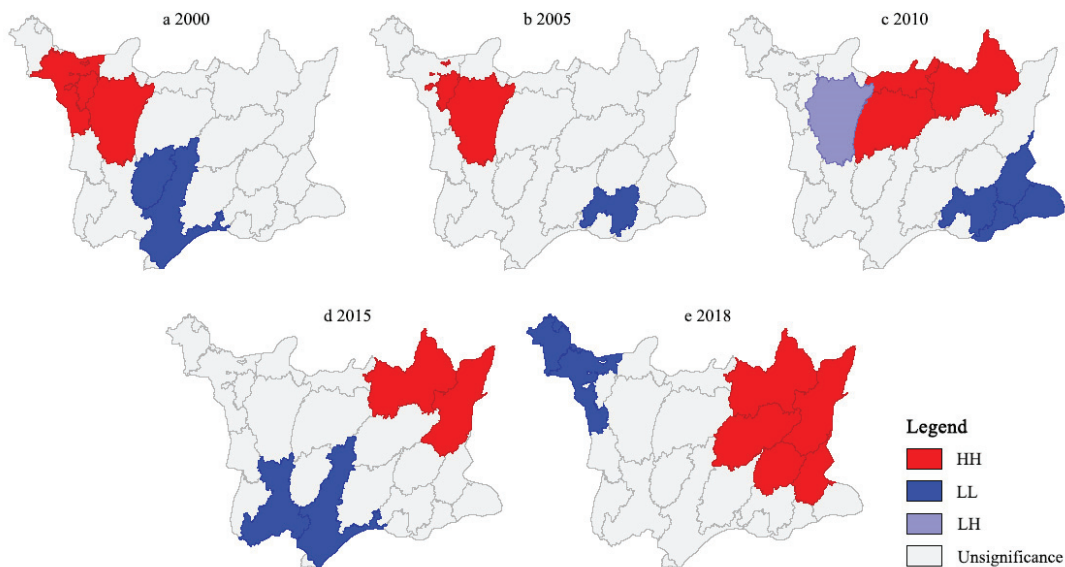 a 2000
b 2005
c 2010
d 2015
e 2018
Legend
HH
LL
LH
Unsignificance